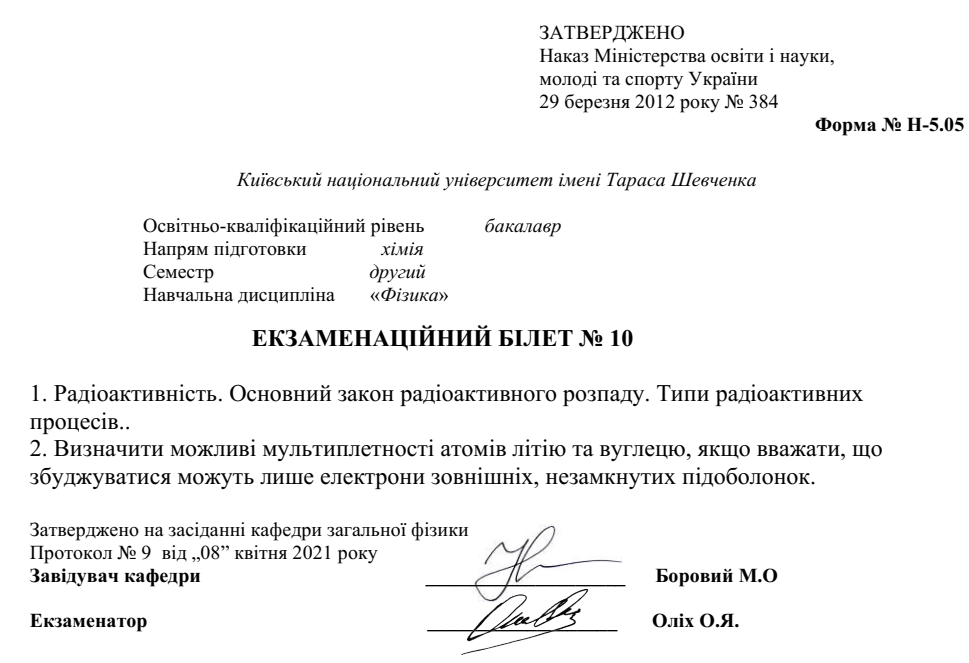 ЗАТВЕРДЖЕНО
Наказ Міністерства освіти і науки,
молоді та спорту України
29 березня 2012 року № 384
Форма № Н-5.05
Київський національний університет імені Тараса Шевченка
Освітньо-кваліфікаційний рівень бакалавр
Напрям підготовки хімія
Семестр другий
Навчальна дисципліна «Фізика»
ЕКЗАМЕНАЦІЙНИЙ БІЛЕТ № 10
1. Радіоактивність. Основний закон радіоактивного розпаду. Типи радіоактивних
процесів..
2. Визначити можливі мультиплетності атомів літію та вуглецю, якщо вважати, що
збуджуватися можуть лише електрони зовнішніх, незамкнутих підоболонок.
Затверджено на засіданні кафедри загальної фізики
Протокол № 9 від „08” квітня 2021 року
Завідувач кафедри Боровий М.О
Екзаменатор Оліх О.Я.